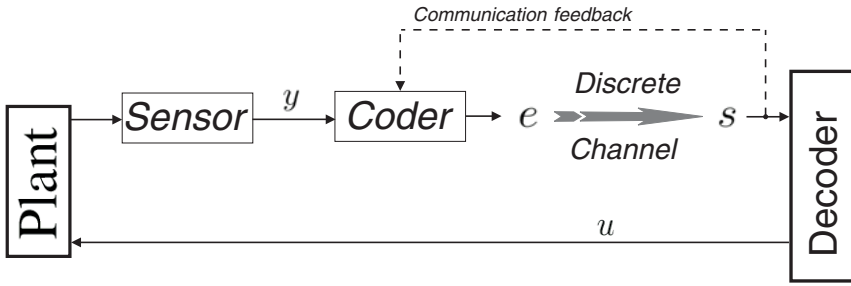 Communication feedback
Plant
Sensor
y
Coder
e
Discrete
Channel
s
Decoder
u